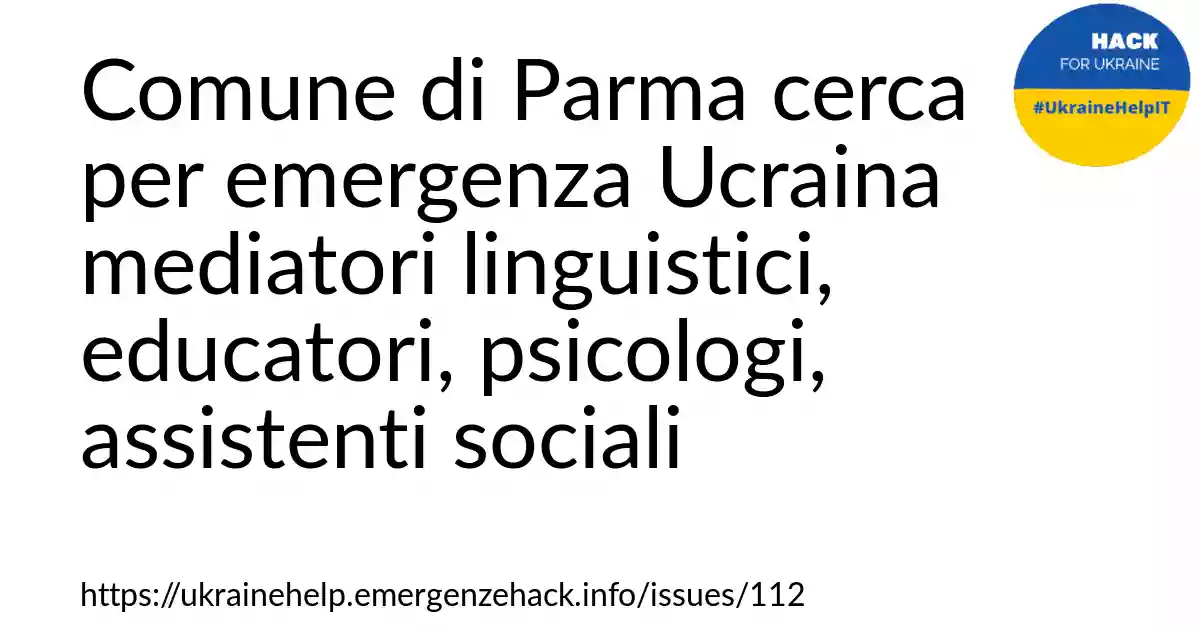 Comune di Parma cerca
per emergenza Ucraina
mediatori linguistici,
educatori, psicologi,
assistenti sociali
HACK
FOR UKRAINE
#UkraineHelpIT
https://ukrainehelp.emergenzehack.info/issues/112